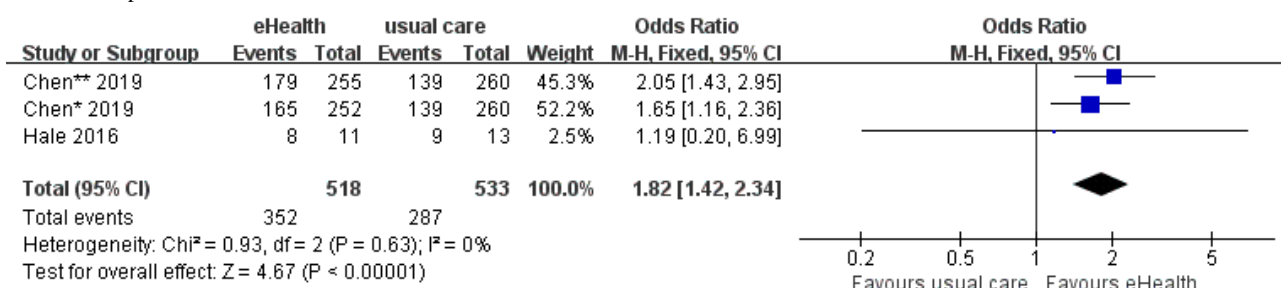 eHealth usual care Odds Ratio Odds Ratio
Study or Subgroup Events Total Events Total Weight M-H, Fixed, 95% CI M-H, Fixed, 95% CI
Chen** 2019 179 255 139 260 45.3% 2.05 [1.43, 2.95]
Chen* 2019 165 252 139 260 52.2% 1.65 [1.16, 2.36]
Hale 2016 8 11 9 13 2.5% 1.19 [0.20, 6.99]
Total (95% CI) 518 533 100.0% 1.82 [1.42, 2.34]
Total events 352 287
Heterogeneity: Chi² = 0.93, df = 2 (P = 0.63); I² = 0%
Test for overall effect: Z = 4.67 (P < 0.00001)
0.2 0.5 1 2 5
Favours usual care Favours eHealth